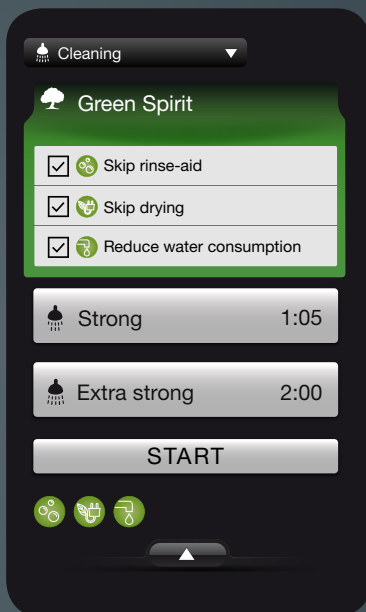 Cleaning
Green Spirit
Skip rinse-aid
Skip drying
Reduce water consumption
Strong 1:05
Extra strong 2:00
START